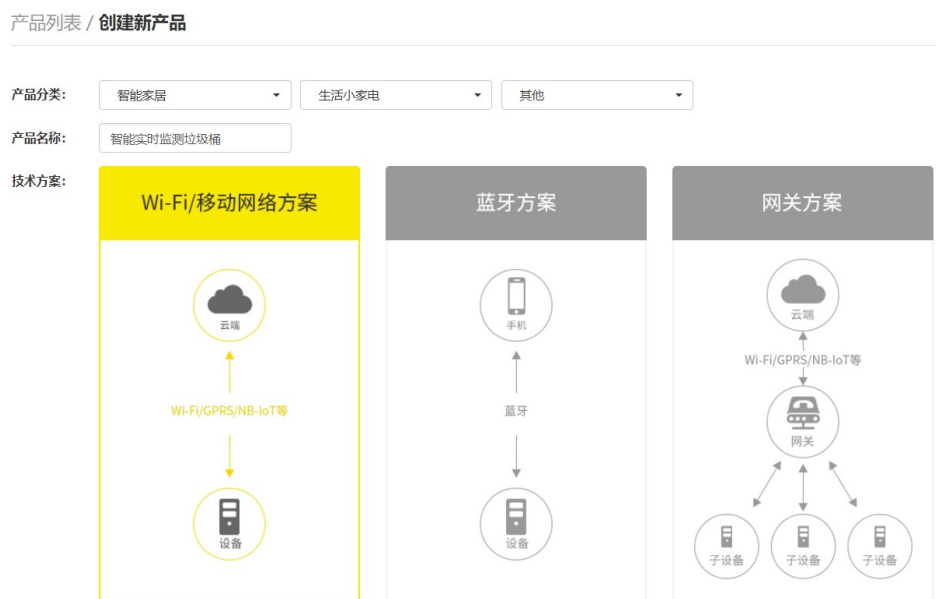 产品列表 / 创建新产品
产品分类： 智能家居 生活小家电 其他
产品名称： 智能实时监测垃圾桶
技术方案：
Wi-Fi/移动网络方案 蓝牙方案 网关方案
云端 手机 云端
Wi-Fi/GPRS/NB-IoT等
Wi-Fi/GPRS/NB-IoT等 蓝牙
网关
设备 设备
子设备 子设备 子设备